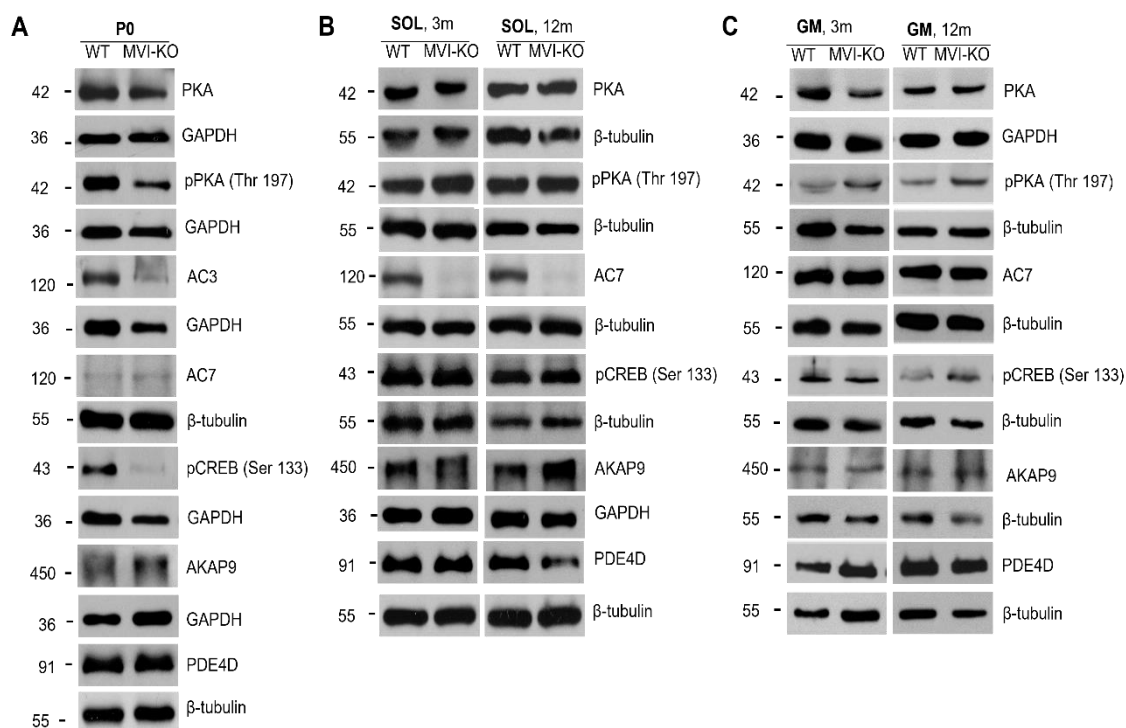 A
P0
WT MVI-KO
42 - PKA
36 - GAPDH
42 - pPKA (Thr 197)
36 - GAPDH
120 - AC3
36 - GAPDH
120 - AC7
55 - β-tubulin
43 - pCREB (Ser 133)
36 - GAPDH
450 - AKAP9
36 - GAPDH
91 - PDE4D
55 - β-tubulin
B
SOL, 3m SOL, 12m
WT MVI-KO WT MVI-KO
42 - PKA
55 - β-tubulin
42 - pPKA (Thr 197)
55 - β-tubulin
120 - AC7
55 - β-tubulin
43 - pCREB (Ser 133)
55 - β-tubulin
450 - AKAP9
36 - GAPDH
91 - PDE4D
55 - β-tubulin
C
GM, 3m GM, 12m
WT MVI-KO WT MVI-KO
42 - PKA
36 - GAPDH
42 - pPKA (Thr 197)
55 - β-tubulin
120 - AC7
55 - β-tubulin
43 - pCREB (Ser 133)
55 - β-tubulin
450 - AKAP9
55 - β-tubulin
91 - PDE4D
55 - β-tubulin